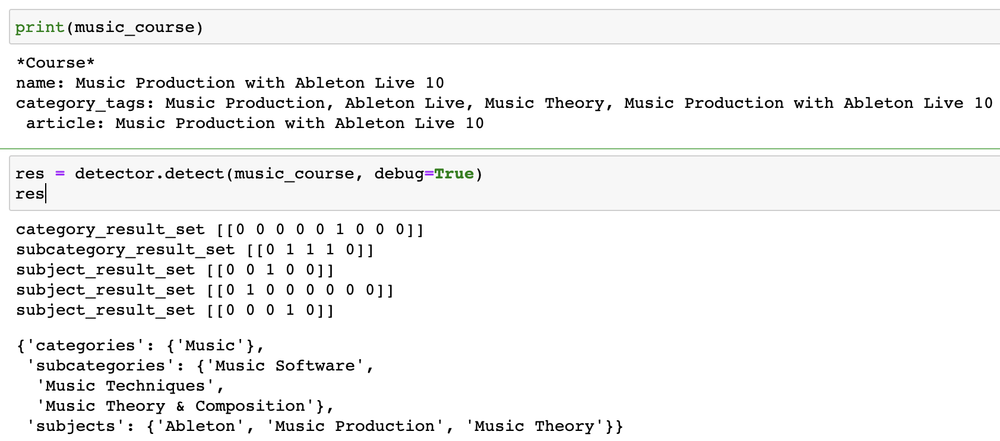 print(music_course)
*Course*
name: Music Production with Ableton Live 10
category_tags: Music Production, Ableton Live, Music Theory, Music Production with Ableton Live 10
article: Music Production with Ableton Live 10
res = detector.detect(music_course, debug=True)
res
category_result_set [[0 0 0 0 0 1 0 0 0]]
subcategory_result_set [[0 1 1 1 0]]
subject_result_set [[0 0 1 0 0]]
subject_result_set [[0 1 0 0 0 0 0 0]]
subject_result_set [[0 0 0 1 0]]
{'categories': {'Music'},
'subcategories': {'Music Software',
'Music Techniques',
'Music Theory & Composition'},
'subjects': {'Ableton', 'Music Production', 'Music Theory'}}